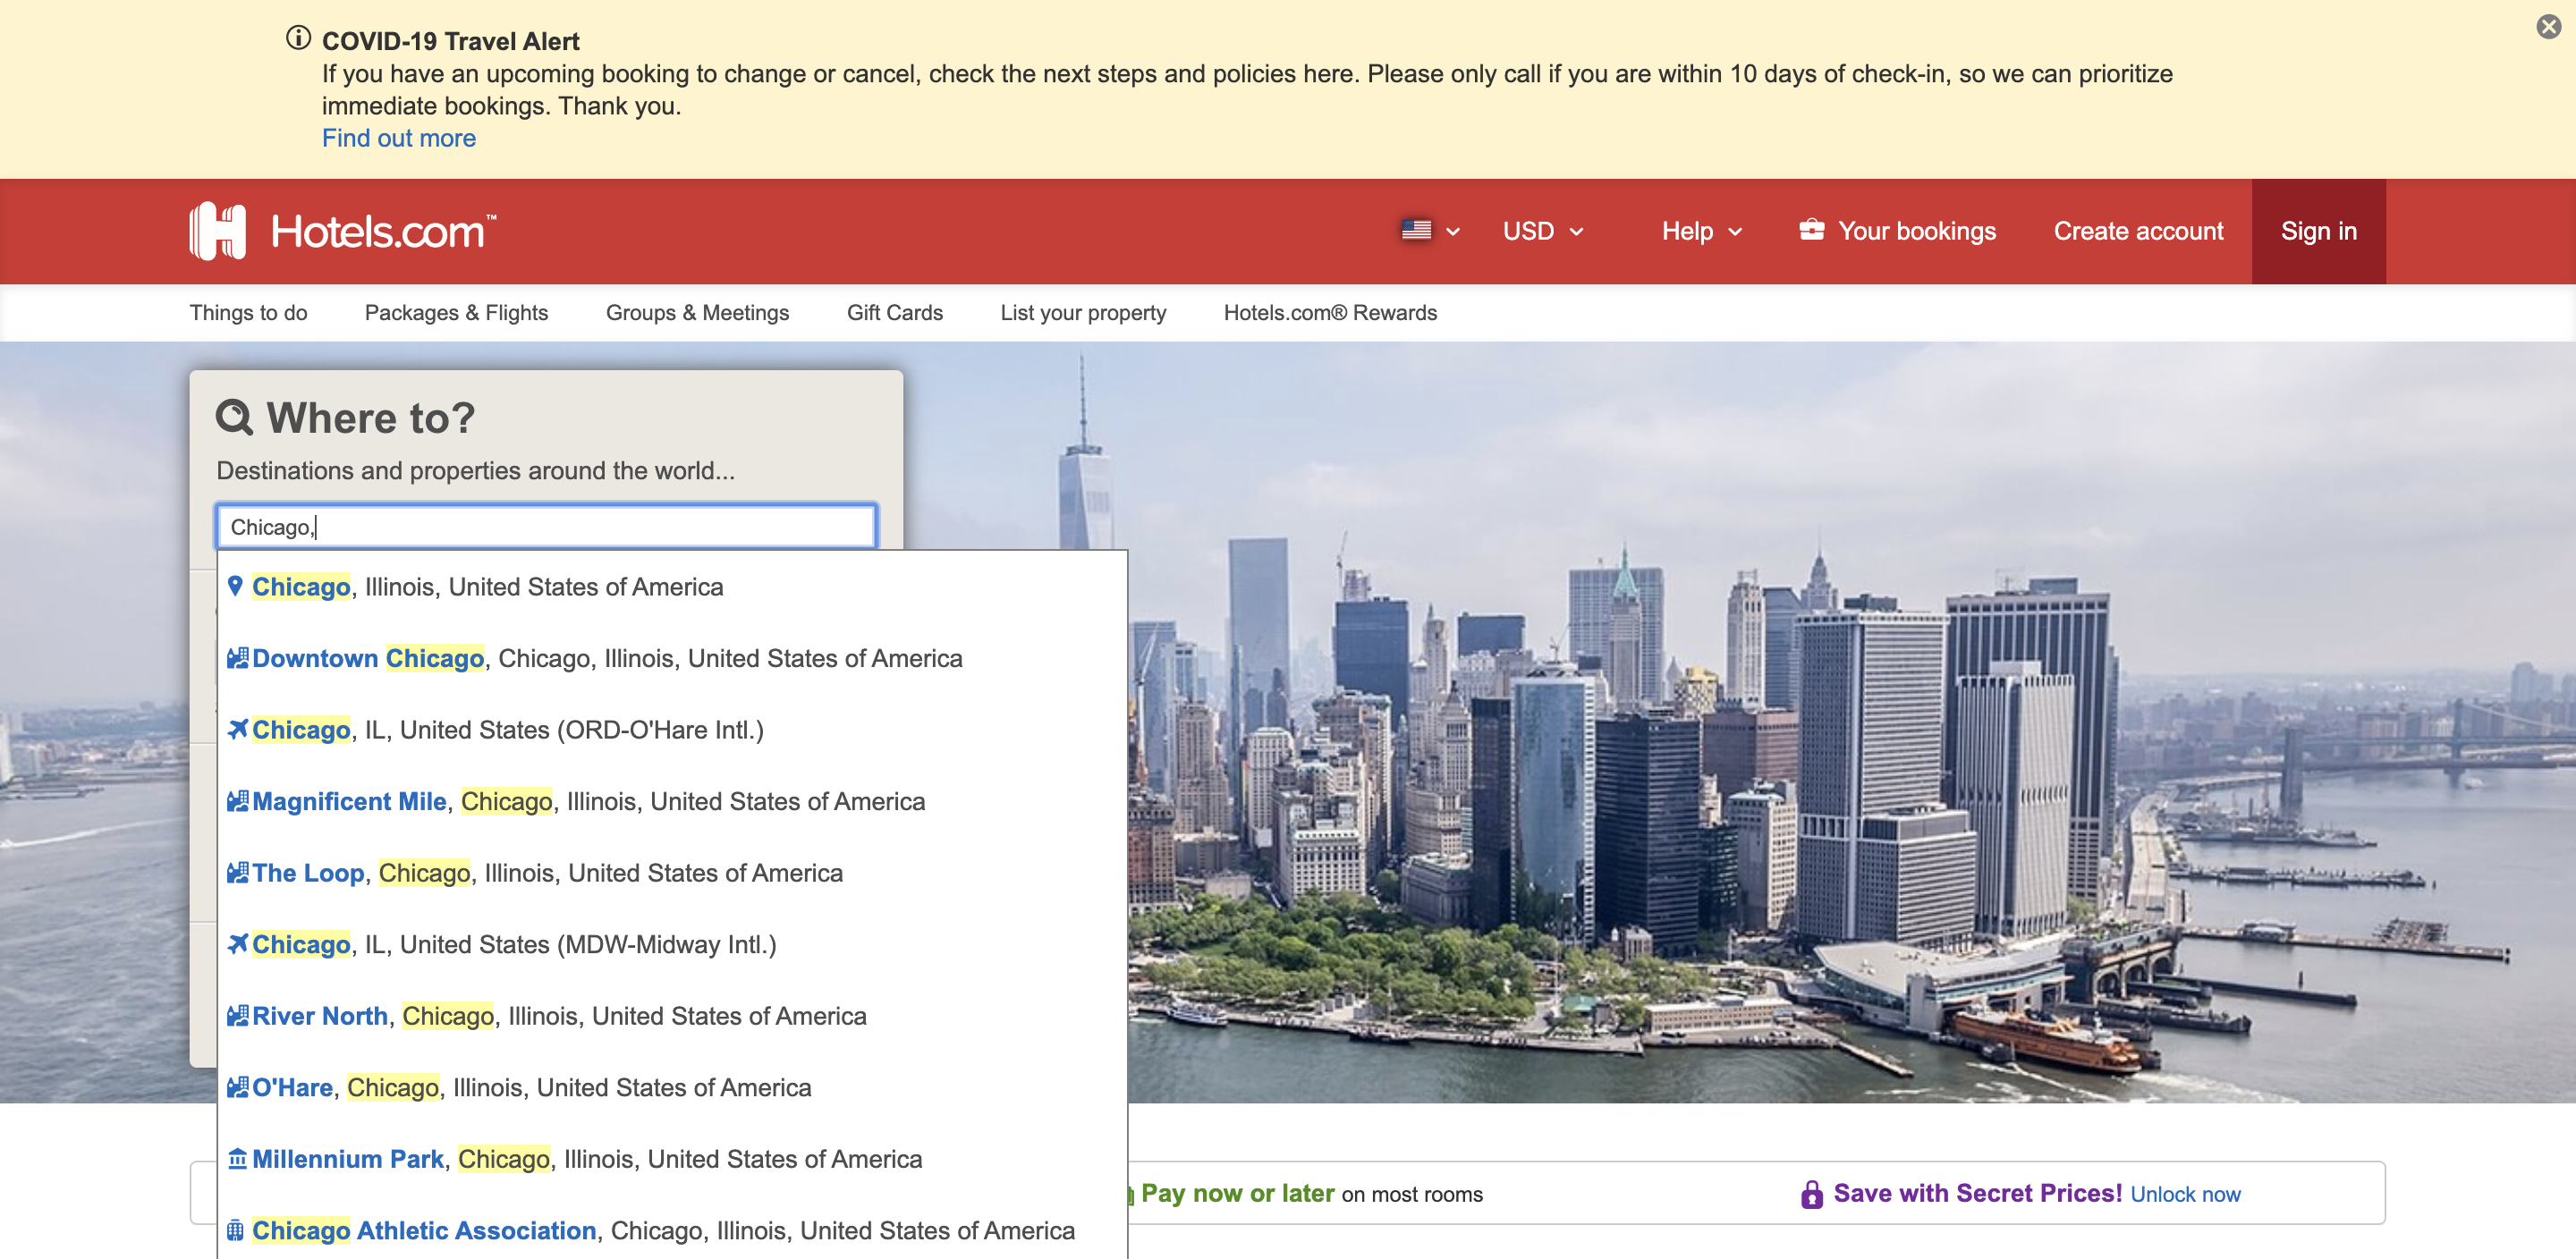 COVID-19 Travel Alert
If you have an upcoming booking to change or cancel, check the next steps and policies here. Please only call if you are within 10 days of check-in, so we can prioritize
immediate bookings. Thank you.
Find out more
Hotels.com™
USD
Help
Your bookings
Create account
Sign in
Things to do
Packages & Flights
Groups & Meetings
Gift Cards
List your property
Hotels.com® Rewards
Where to?
Destinations and properties around the world...
Chicago,
Chicago, Illinois, United States of America
Downtown Chicago, Chicago, Illinois, United States of America
Chicago, IL, United States (ORD-O'Hare Intl.)
Magnificent Mile, Chicago, Illinois, United States of America
The Loop, Chicago, Illinois, United States of America
Chicago, IL, United States (MDW-Midway Intl.)
River North, Chicago, Illinois, United States of America
O'Hare, Chicago, Illinois, United States of America
Millennium Park, Chicago, Illinois, United States of America
Chicago Athletic Association, Chicago, Illinois, United States of America
Pay now or later on most rooms
Save with Secret Prices! Unlock now